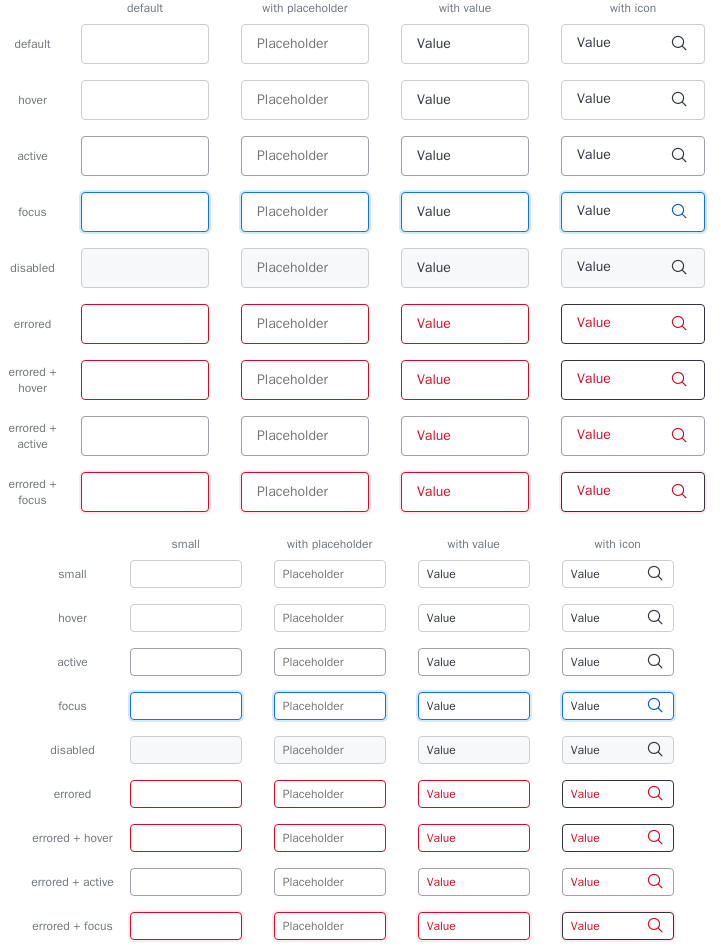 default with placeholder with value with icon
default Placeholder Value Value
hover Placeholder Value Value
active Placeholder Value Value
focus Placeholder Value Value
disabled Placeholder Value Value
errored Placeholder Value Value
errored +
hover Placeholder Value Value
errored +
active Placeholder Value Value
errored +
focus Placeholder Value Value
small with placeholder with value with icon
small Placeholder Value Value
hover Placeholder Value Value
active Placeholder Value Value
focus Placeholder Value Value
disabled Placeholder Value Value
errored Placeholder Value Value
errored + hover Placeholder Value Value
errored + active Placeholder Value Value
errored + focus Placeholder Value Value